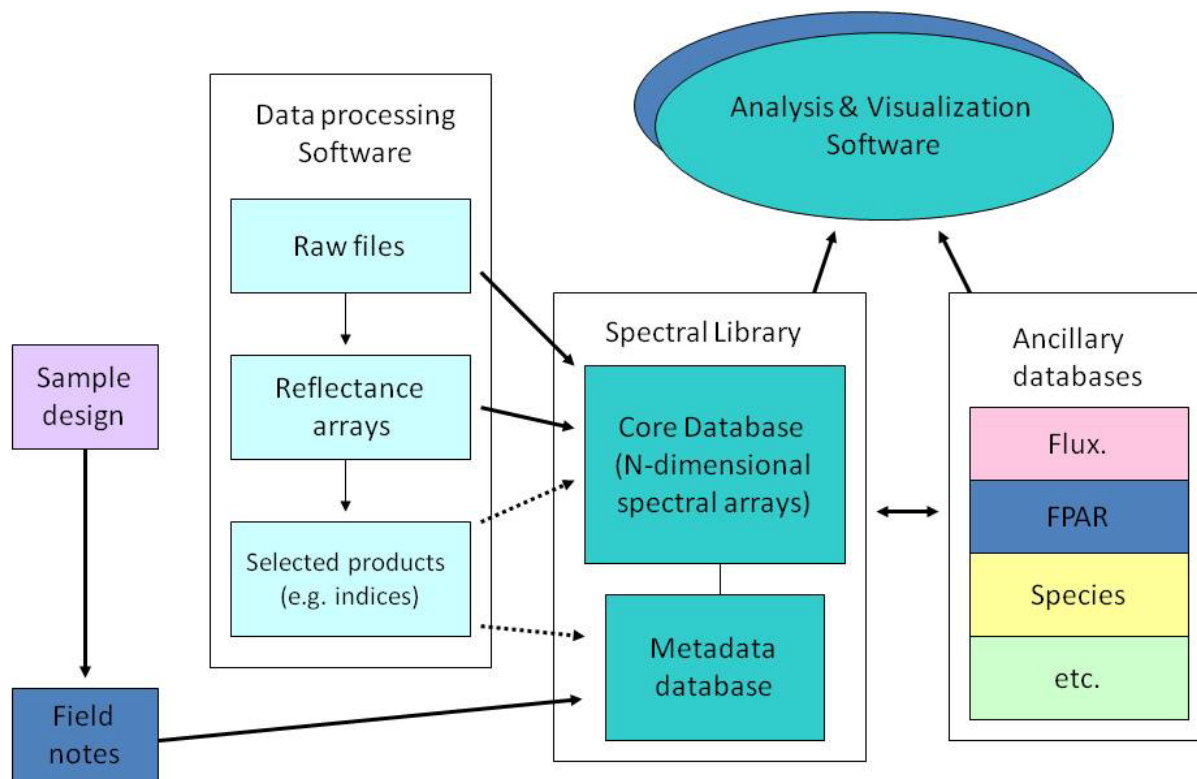 Analysis & Visualization
Software
Data processing
Software
Raw files
Reflectance
arrays
Selected products
(e.g. indices)
Sample
design
Field
notes
Spectral Library
Core Database
(N-dimensional
spectral arrays)
Metadata
database
Ancillary
databases
Flux.
FPAR
Species
etc.